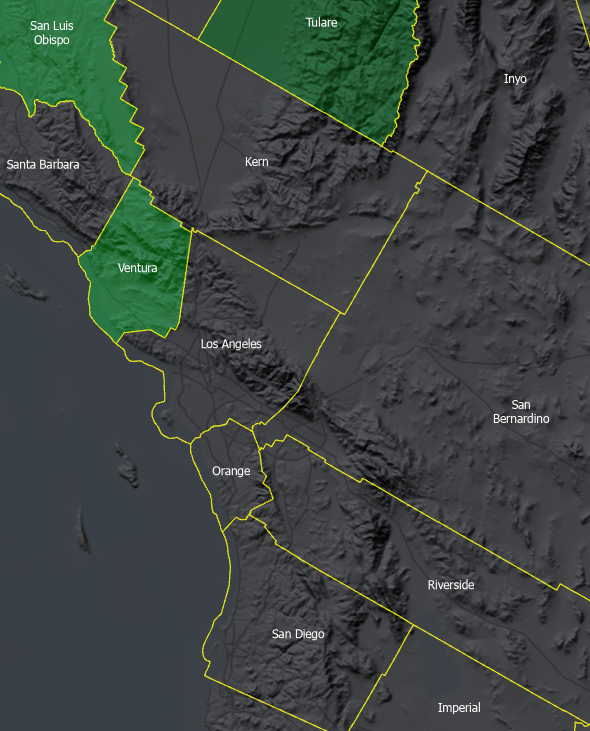 Tulare
San Luis
Obispo
Inyo
Kern
Santa Barbara
Ventura
Los Angeles
San
Bernardino
Orange
Riverside
San Diego
Imperial